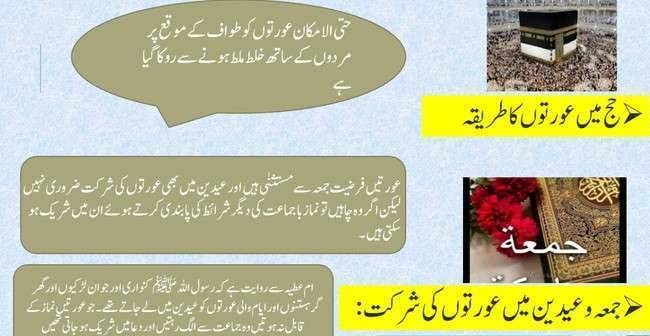 حتی الامکان عورتوں کو طواف کے موقع پر
مردوں کے ساتھ خلط ملط ہونے سے روکا گیا
ہے
حج میں عورتوں کا طریقہ
عورتیں فرضیت جمعہ سے مستثنٰی ہیں اور عیدین میں بھی عورتوں کی شرکت ضروری نہیں
لیکن اگر وہ چاہیں تو نماز با جماعت کی دیگر شرائط کی پابندی کرتے ہوئے ان میں شریک ہو
سکتی ہیں۔
جمعة
جمعہ و عیدین میں عورتوں کی شرکت:
ام عطیہ سے روایت ہے کہ رسول اللہ ﷺ کنواری اور جوان لڑکیوں اور گھر
گرہستنوں اور ایام والی عورتوں کو عیدین میں لے جاتے تھے۔ جو عورتیں نماز کے
قابل نہ ہوتیں وہ جماعت سے الگ رہتیں اور دعا میں شریک ہو جاتی تھیں